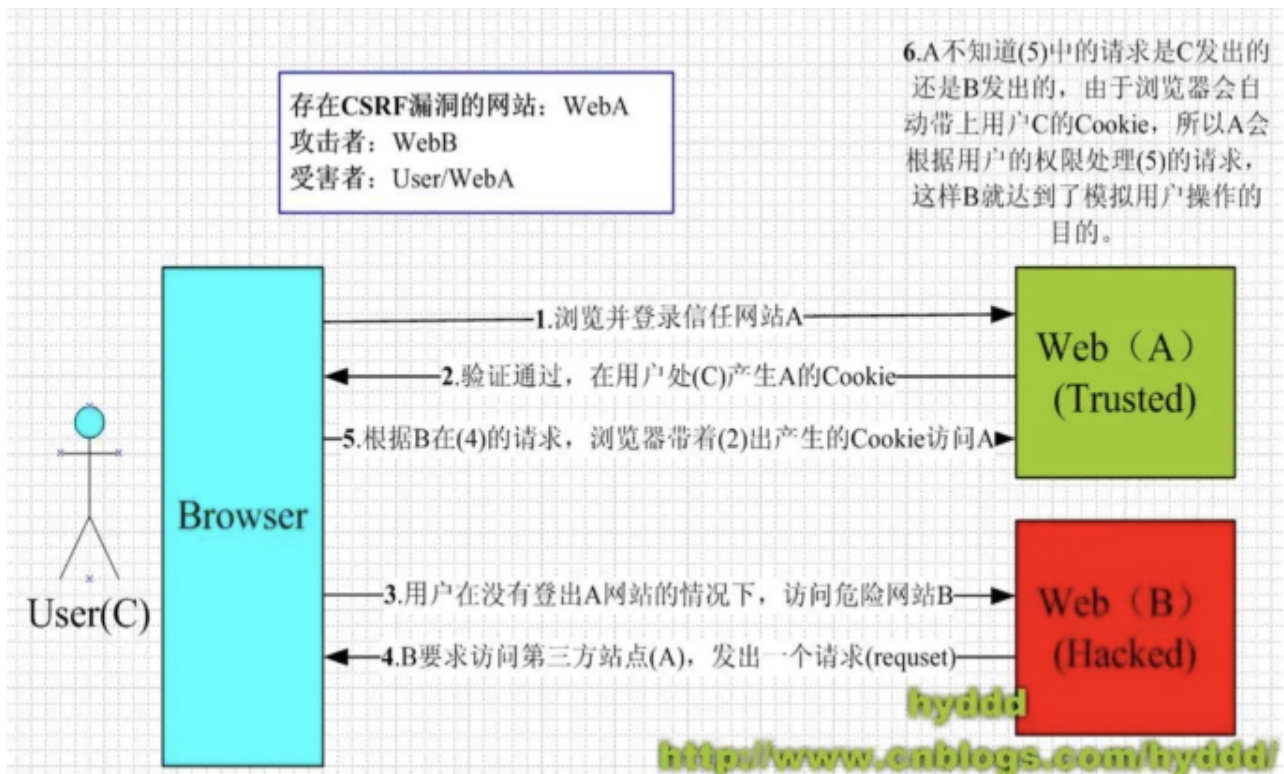 存在CSRF漏洞的网站：WebA
攻击者：WebB
受害者：User/WebA
6.A不知道(5)中的请求是C发出的
还是B发出的，由于浏览器会自
动带上用户C的Cookie，所以A会
根据用户的权限处理(5)的请求，
这样B就达到了模拟用户操作的
目的。
1.浏览并登录信任网站A
2.验证通过，在用户处(C)产生A的Cookie
5.根据B在(4)的请求，浏览器带着(2)出产生的Cookie访问A
Web（A）
(Trusted)
Browser
User(C)
3.用户在没有登出A网站的情况下，访问危险网站B
4.B要求访问第三方站点(A)，发出一个请求(requset)
Web（B）
(Hacked)
hyddd
http://www.cnblogs.com/hyddd/